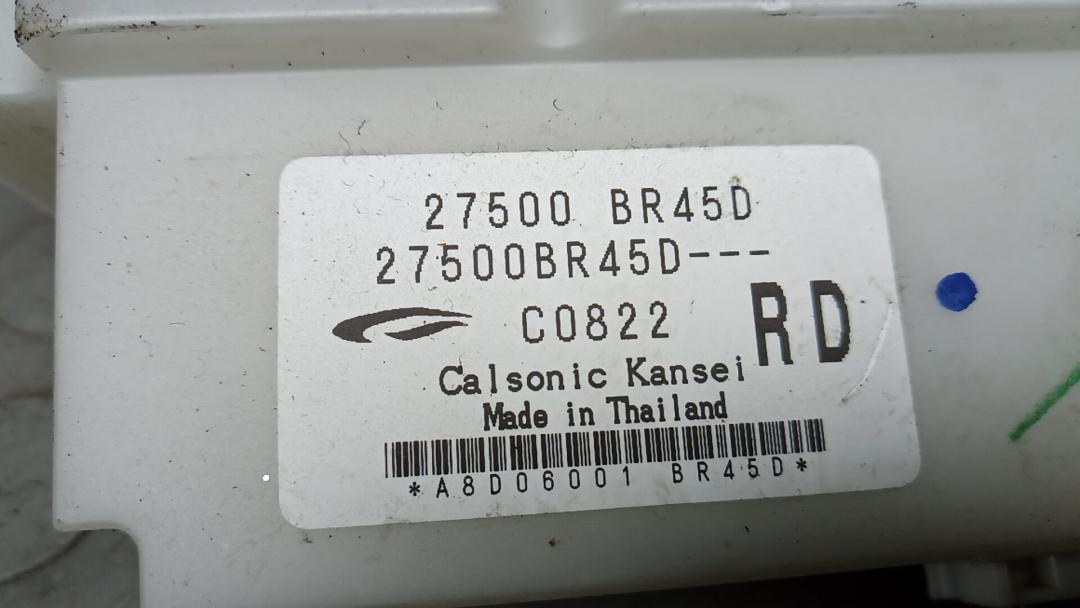 27500 BR45D
27500BR45D---
C0822 RD
Calsonic Kansei
Made in Thailand
*A8D06001 BR45D*